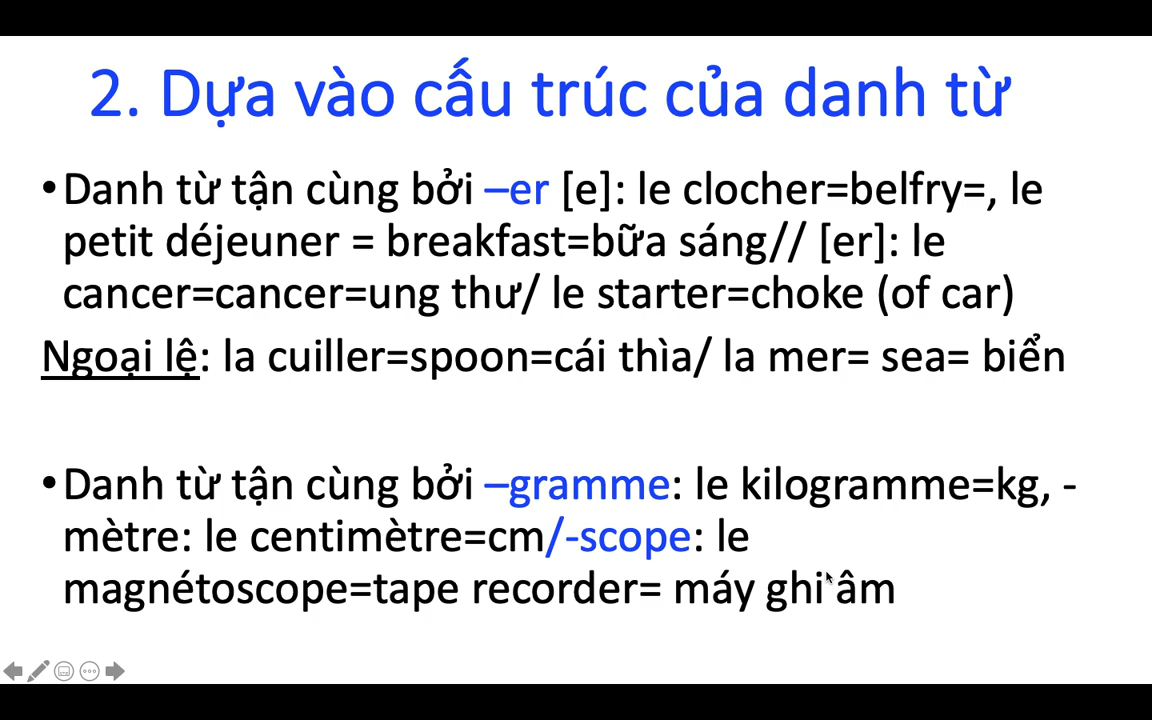 2. Dựa vào cấu trúc của danh từ
•Danh từ tận cùng bởi –er [e]: le clocher=belfry=, le
petit déjeuner = breakfast=bữa sáng// [er]: le
cancer=cancer=ung thư/ le starter=choke (of car)
Ngoại lệ: la cuiller=spoon=cái thìa/ la mer= sea= biển
•Danh từ tận cùng bởi –gramme: le kilogramme=kg, -
mètre: le centimètre=cm/-scope: le
magnétoscope=tape recorder= máy ghi âm